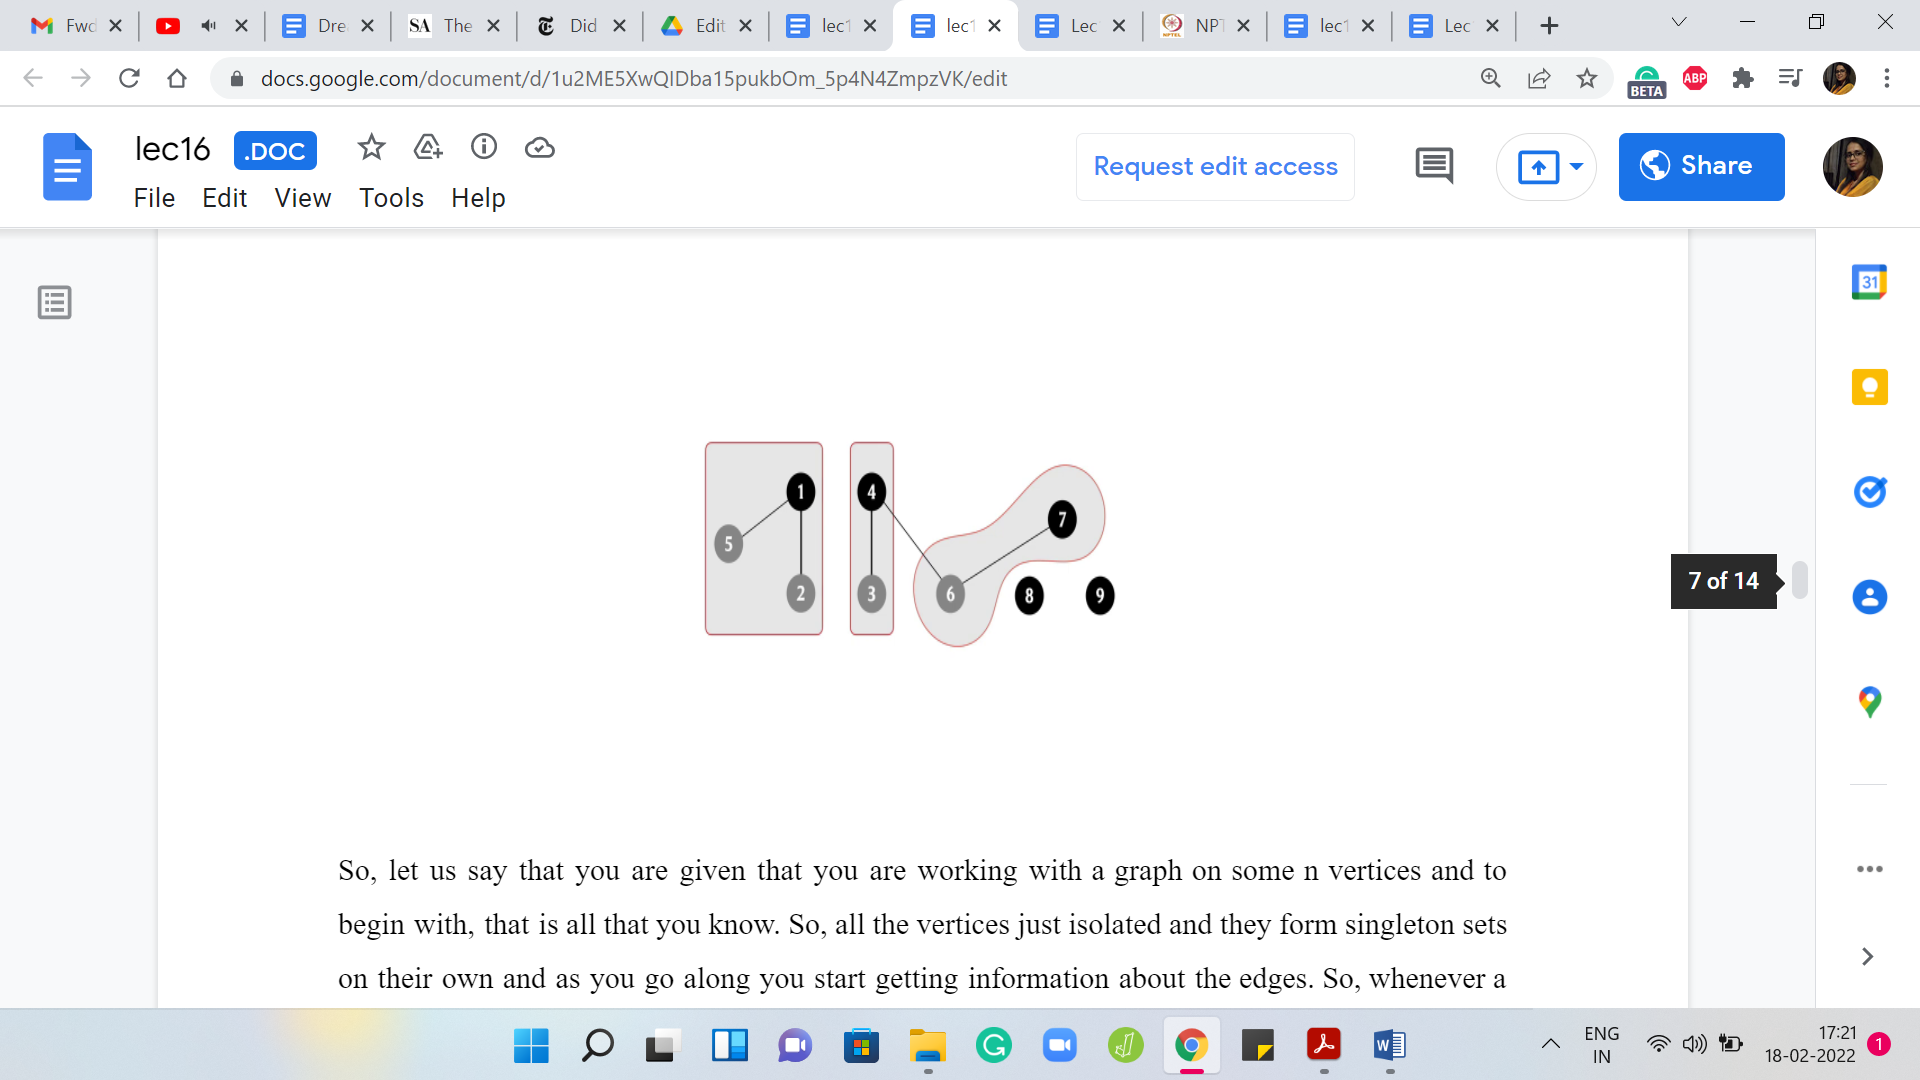 Fwd
Dre
SA The
Did
Edit
lec1
lec1
Lec
NPT
lec1
Lec
docs.google.com/document/d/1u2ME5XwQIDba15pukbOm_5p4N4ZmpzVK/edit
ABP
BETA
lec16 .DOC
Request edit access
Share
File Edit View Tools Help
31
1 4
7
5
2 3 6 8 9
7 of 14
So, let us say that you are given that you are working with a graph on some n vertices and to
begin with, that is all that you know. So, all the vertices just isolated and they form singleton sets
on their own and as you go along you start getting information about the edges. So, whenever a
ENG
IN
17:21
18-02-2022
1